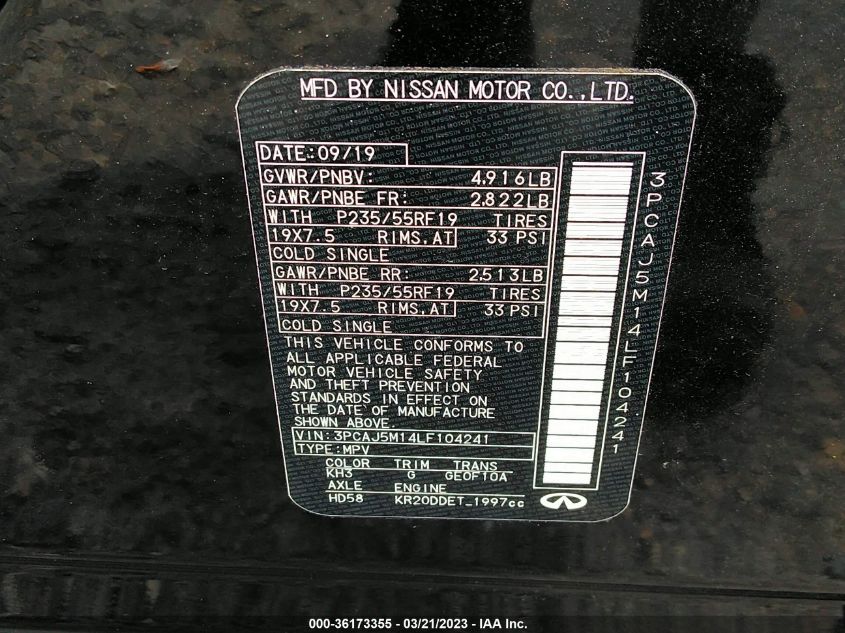 MFD BY NISSAN MOTOR CO.,LTD.
DATE:09/19
GVWR/PNBV: 4,916LB
GAWR/PNBE FR: 2,822LB
WITH P235/55RF19 TIRES
19X7.5 RIMS,AT 33 PSI
COLD SINGLE
GAWR/PNBE RR: 2,513LB
WITH P235/55RF19 TIRES
19X7.5 RIMS,AT 33 PSI
COLD SINGLE
THIS VEHICLE CONFORMS TO
ALL APPLICABLE FEDERAL
MOTOR VEHICLE SAFETY
AND THEFT PREVENTION
STANDARDS IN EFFECT ON
THE DATE OF MANUFACTURE
SHOWN ABOVE.
VIN:3PCAJ5M14LF104241
TYPE:MPV
COLOR TRIM TRANS
KH3 G GE0F10A
AXLE ENGINE
HD58 KR20DDET_1997cc
3PCAJ5M14LF104241
000-36173355 / 03/21/2023 - IAA Inc.